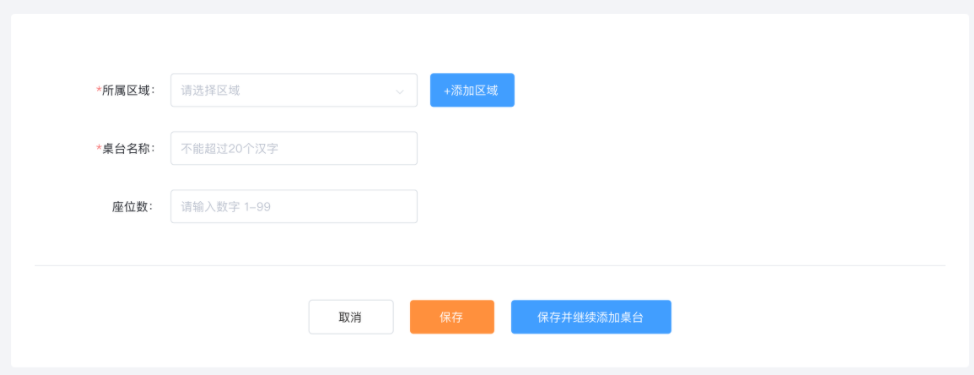 *所属区域： 请选择区域 +添加区域
*桌台名称： 不能超过20个汉字
座位数： 请输入数字 1~99
取消 保存 保存并继续添加桌台